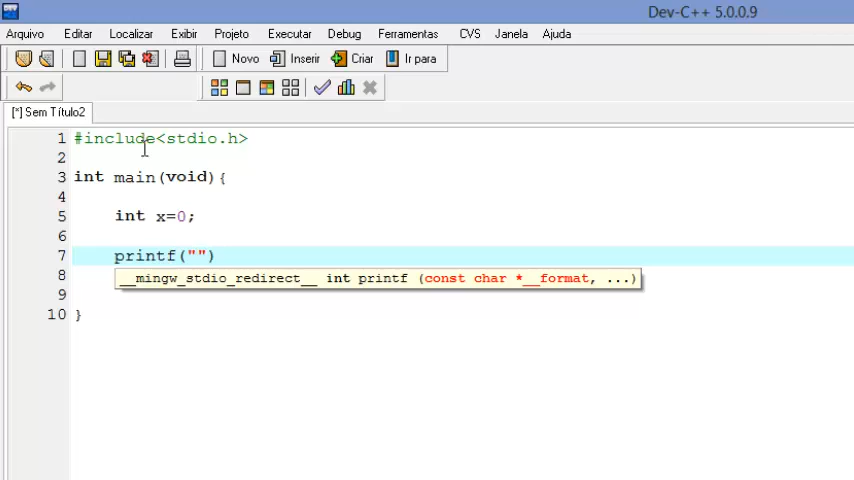 Dev-C++ 5.0.0.9
Arquivo Editar Localizar Exibir Projeto Executar Debug Ferramentas CVS Janela Ajuda
Novo Inserir Criar Ir para
[*] Sem Título2
1 #include<stdio.h>
2
3 int main(void){
4
5 int x=0;
6
7 printf("")
8 __mingw_stdio_redirect__ int printf (const char *__format, ...)
9
10 }